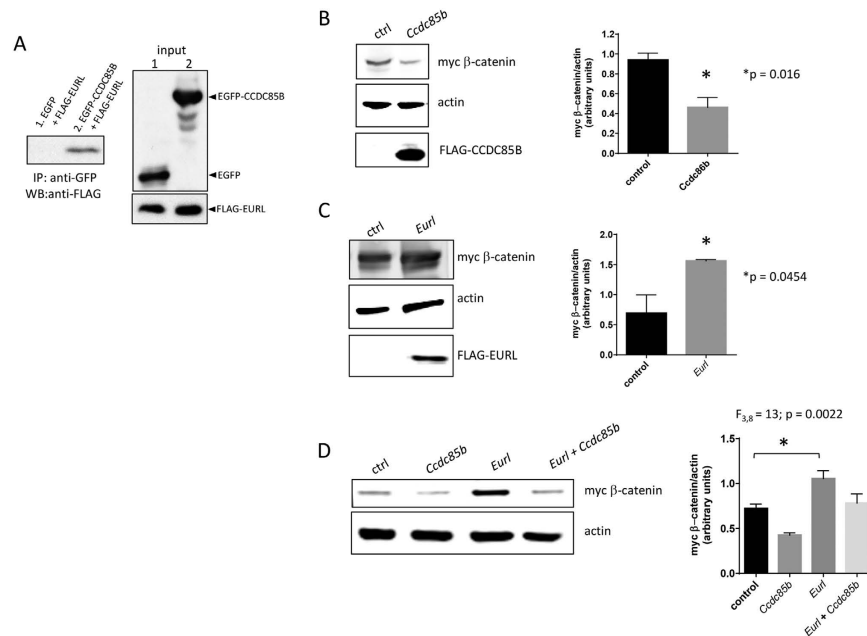 A
1. EGFP
+ FLAG-EURL
2. EGFP-CCDC85B
+ FLAG-EURL
IP: anti-GFP
WB:anti-FLAG
input
1 2
EGFP-CCDC85B
EGFP
FLAG-EURL
B
ctrl
Ccdc85b
myc β-catenin
actin
FLAG-CCDC85B
myc β-catenin/actin
(arbitrary units)
1.2
1.0
0.8
0.6
0.4
0.2
0.0
*
control
Ccdc86b
*p = 0.016
C
ctrl
Eurl
myc β-catenin
actin
FLAG-EURL
myc β-catenin/actin
(arbitrary units)
2.0
1.5
1.0
0.5
0.0
*
control
Eurl
*p = 0.0454
D
ctrl
Ccdc85b
Eurl
Eurl + Ccdc85b
myc β-catenin
actin
F3,8 = 13; p = 0.0022
myc β-catenin/actin
(arbitrary units)
1.5
1.0
0.5
0.0
*
control
Ccdc85b
Eurl
Eurl + Ccdc85b